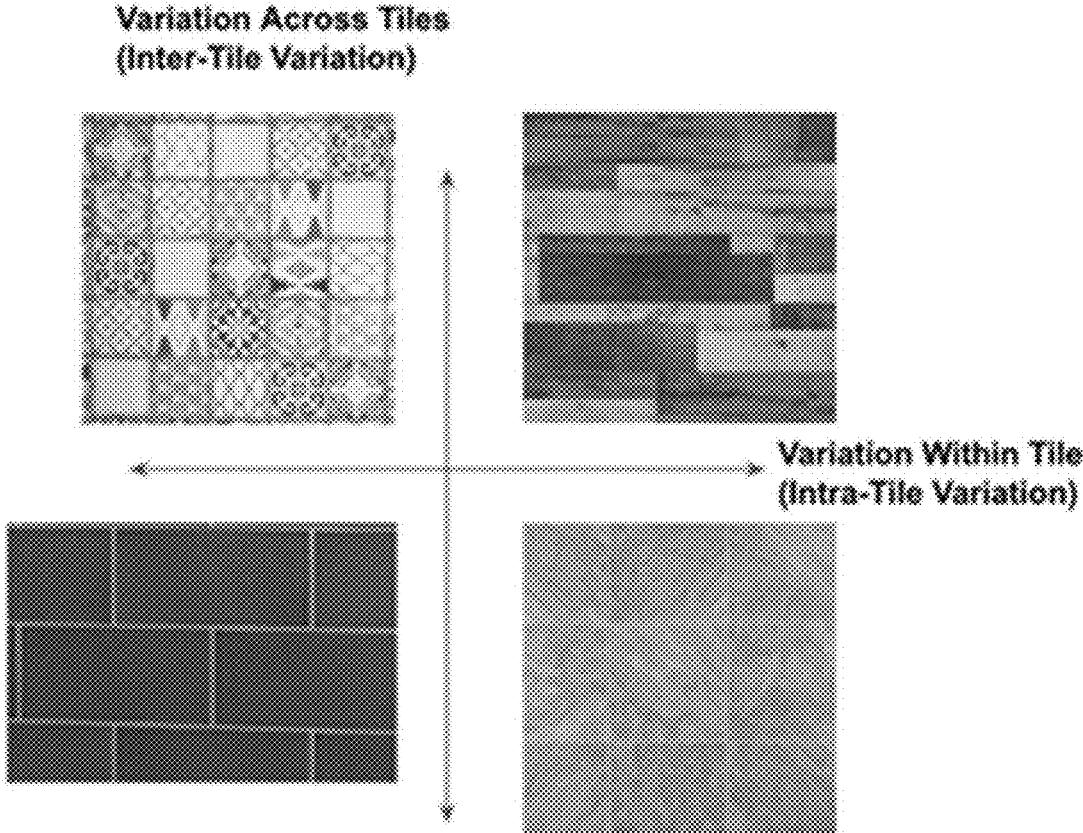 Variation Across Tiles
(Inter-Tile Variation)
Variation Within Tile
(Intra-Tile Variation)